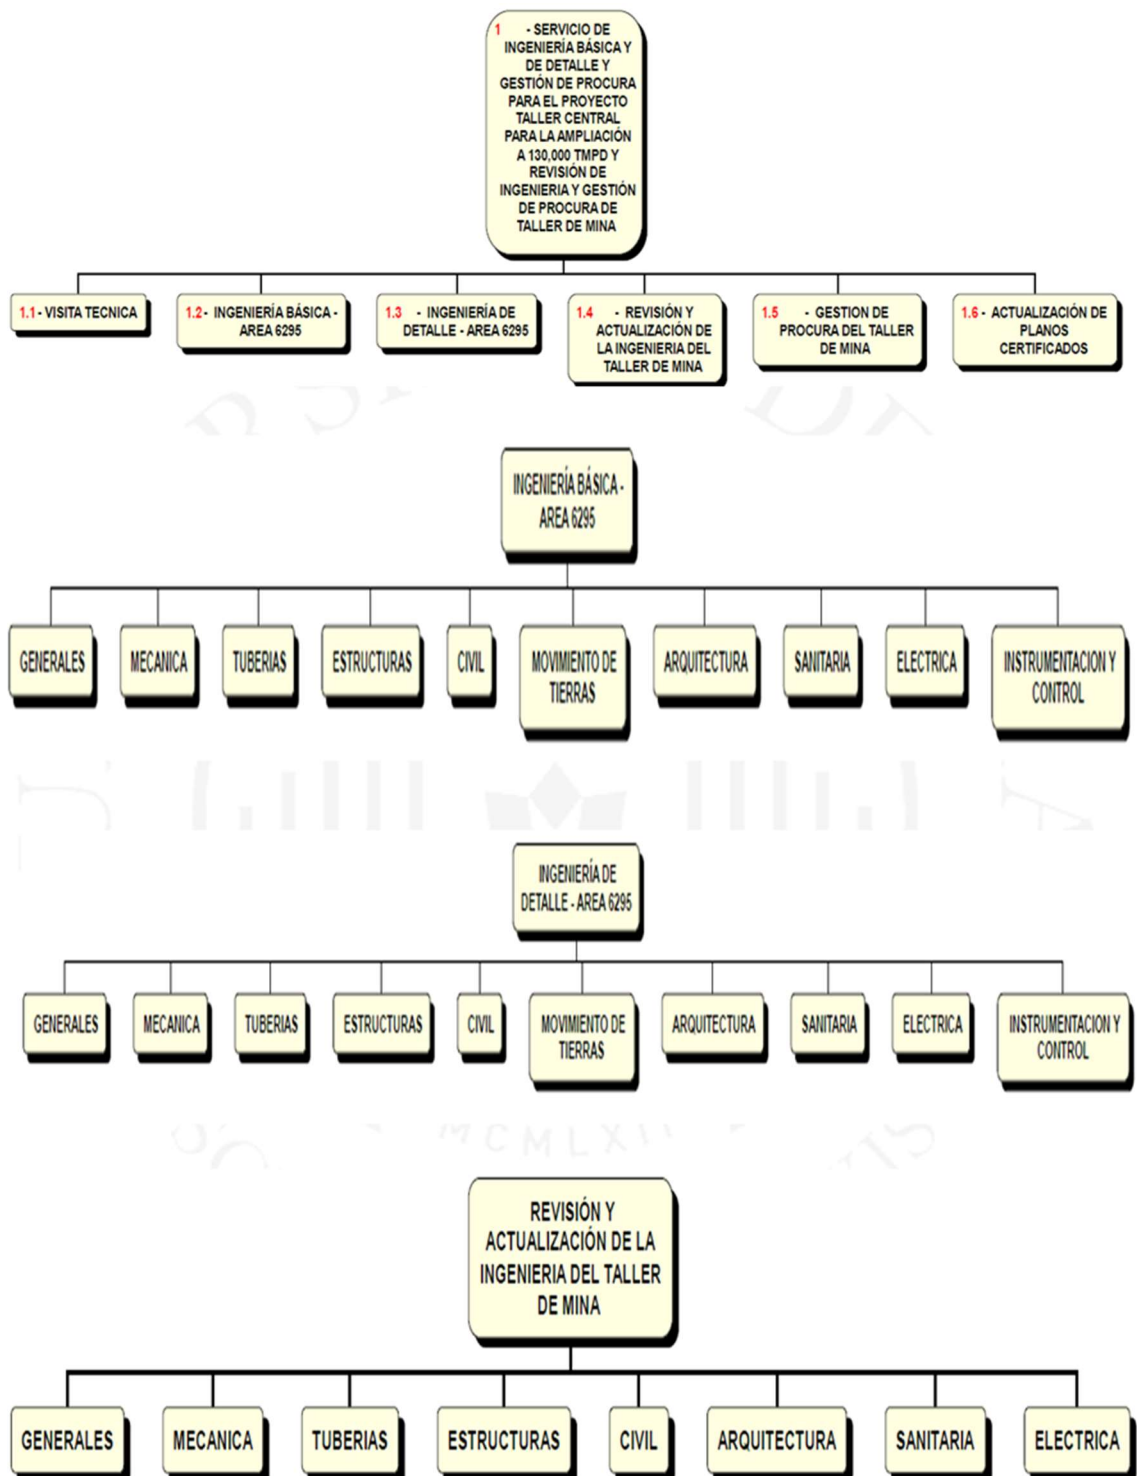 1 - SERVICIO DE
INGENIERÍA BÁSICA Y
DE DETALLE Y
GESTIÓN DE PROCURA
PARA EL PROYECTO
TALLER CENTRAL
PARA LA AMPLIACIÓN
A 130,000 TMPD Y
REVISIÓN DE
INGENIERIA Y GESTIÓN
DE PROCURA DE
TALLER DE MINA
1.1 - VISITA TECNICA
1.2 - INGENIERÍA BÁSICA -
AREA 6295
1.3 - INGENIERÍA DE
DETALLE - AREA 6295
1.4 - REVISIÓN Y
ACTUALIZACIÓN DE
LA INGENIERIA DEL
TALLER DE MINA
1.5 - GESTION DE
PROCURA DEL TALLER
DE MINA
1.6 - ACTUALIZACIÓN DE
PLANOS
CERTIFICADOS
INGENIERÍA BÁSICA -
AREA 6295
GENERALES
MECANICA
TUBERIAS
ESTRUCTURAS
CIVIL
MOVIMIENTO DE
TIERRAS
ARQUITECTURA
SANITARIA
ELECTRICA
INSTRUMENTACION Y
CONTROL
INGENIERÍA DE
DETALLE - AREA 6295
GENERALES
MECANICA
TUBERIAS
ESTRUCTURAS
CIVIL
MOVIMIENTO DE
TIERRAS
ARQUITECTURA
SANITARIA
ELECTRICA
INSTRUMENTACION Y
CONTROL
MCMLXII
REVISIÓN Y
ACTUALIZACIÓN DE LA
INGENIERIA DEL TALLER
DE MINA
GENERALES
MECANICA
TUBERIAS
ESTRUCTURAS
CIVIL
ARQUITECTURA
SANITARIA
ELECTRICA